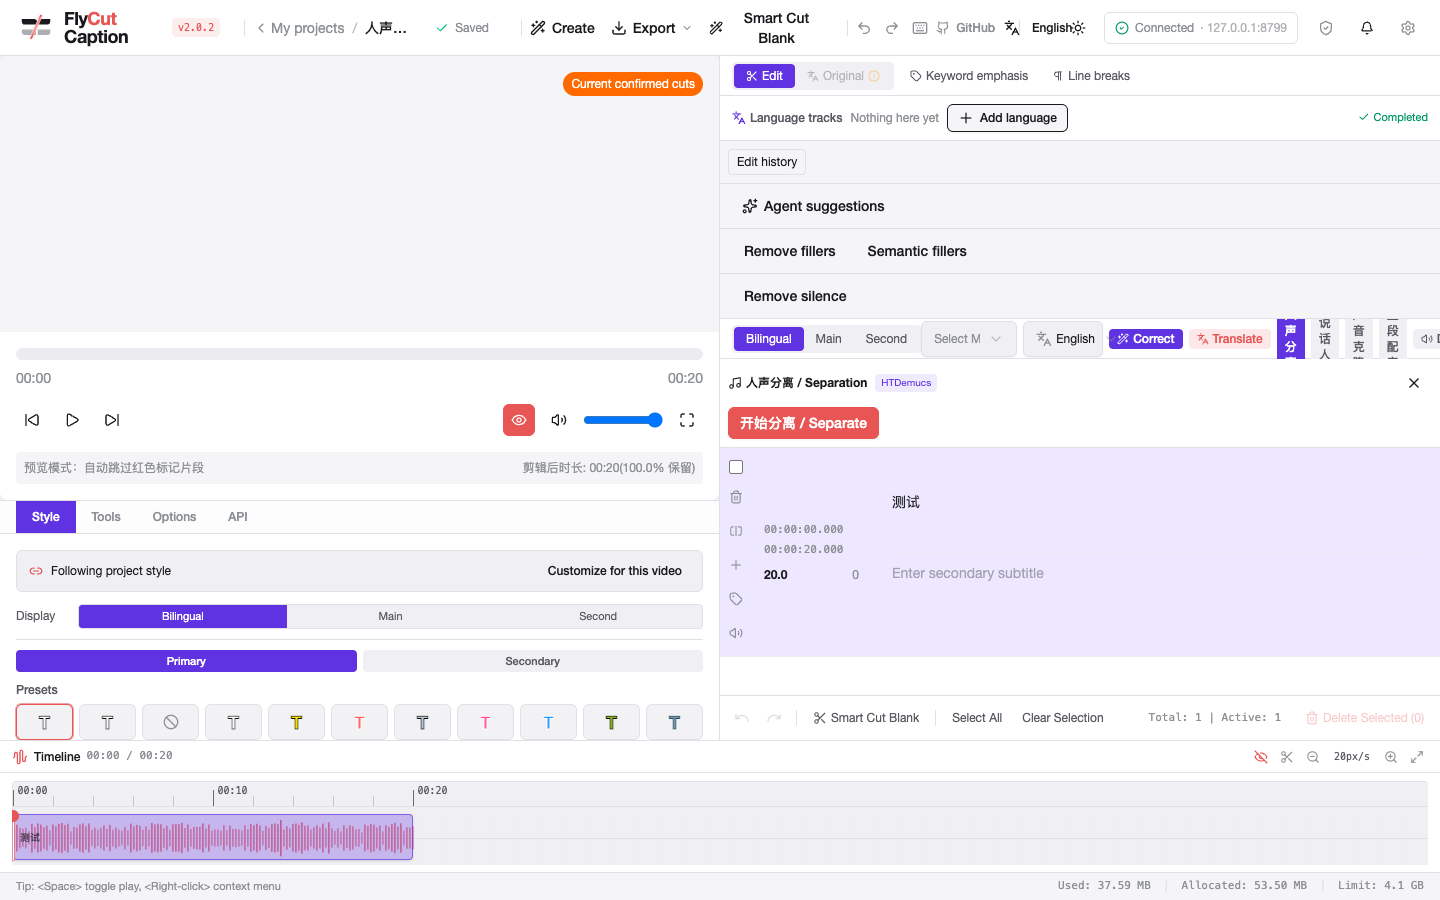 FlyCut Caption
v2.0.2
My projects / 人声...
Saved
Create
Export
Smart Cut Blank
GitHub
English
Connected · 127.0.0.1:8799
Current confirmed cuts
00:00
00:20
预览模式: 自动跳过红色标记片段
剪辑后时长: 00:20(100.0% 保留)
Style
Tools
Options
API
Following project style
Customize for this video
Display
Bilingual
Main
Second
Primary
Secondary
Presets
T T T T T T T T T T
Edit
Original
Keyword emphasis
Line breaks
Language tracks
Nothing here yet
Add language
Completed
Edit history
Agent suggestions
Remove fillers
Semantic fillers
Remove silence
Bilingual
Main
Second
Select M
English
Correct
Translate
声分
说话人
音克
段配
人声分离 / Separation
HTDemucs
开始分离 / Separate
测试
00:00:00.000
00:00:20.000
20.0
0
Enter secondary subtitle
Smart Cut Blank
Select All
Clear Selection
Total: 1 | Active: 1
Delete Selected (0)
Timeline
00:00 / 00:20
20px/s
00:00
00:10
00:20
测试
Tip: <Space> toggle play, <Right-click> context menu
Used: 37.59 MB
Allocated: 53.50 MB
Limit: 4.1 GB